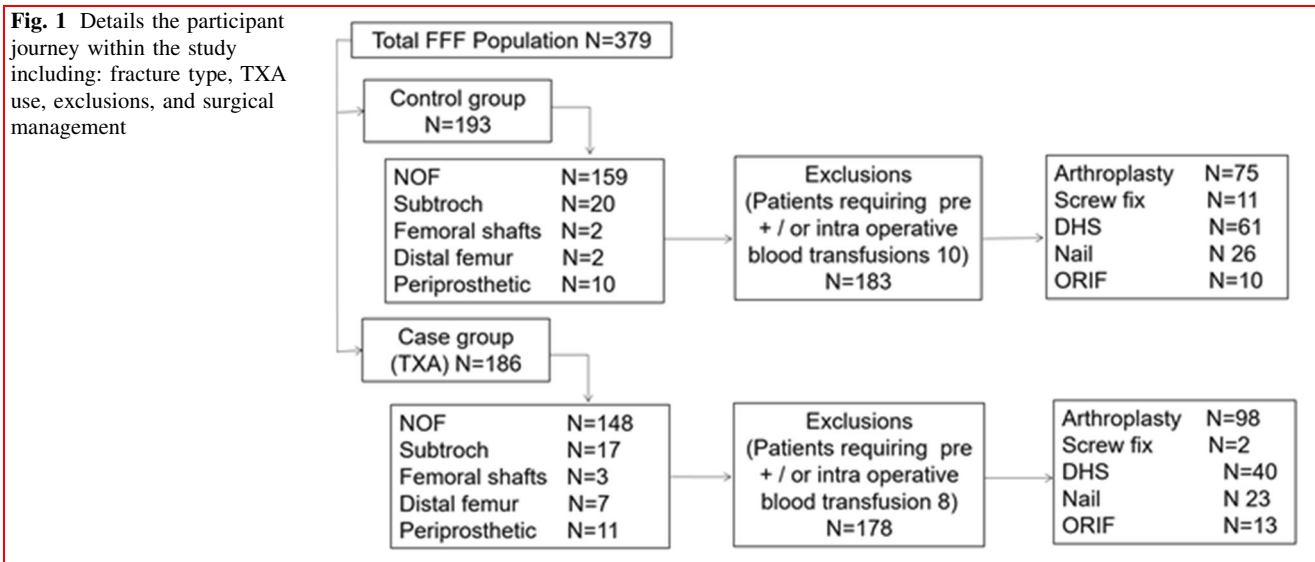 Fig. 1 Details the participant
journey within the study
including: fracture type, TXA
use, exclusions, and surgical
management
Total FFF Population N=379
Control group
N=193
NOF N=159
Subtroch N=20
Femoral shafts N=2
Distal femur N=2
Periprosthetic N=10
Exclusions
(Patients requiring pre
+ / or intra operative
blood transfusions 10)
N=183
Arthroplasty N=75
Screw fix N=11
DHS N=61
Nail N 26
ORIF N=10
Case group
(TXA) N=186
NOF N=148
Subtroch N=17
Femoral shafts N=3
Distal femur N=7
Periprosthetic N=11
Exclusions
(Patients requiring pre
+ / or intra operative
blood transfusion 8)
N=178
Arthroplasty N=98
Screw fix N=2
DHS N=40
Nail N 23
ORIF N=13